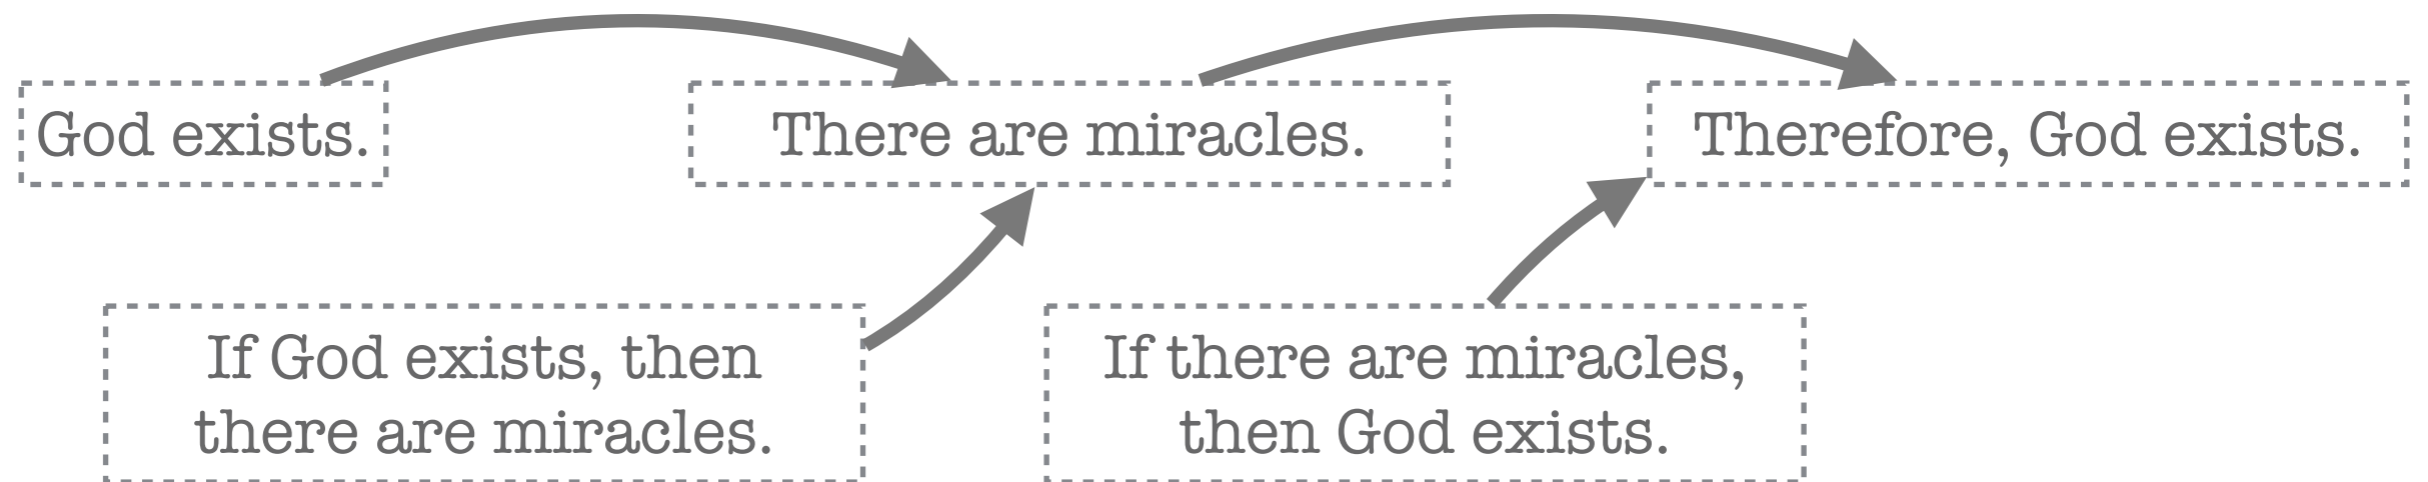 God exists.
There are miracles.
Therefore, God exists.
If God exists, then
there are miracles.
If there are miracles,
then God exists.